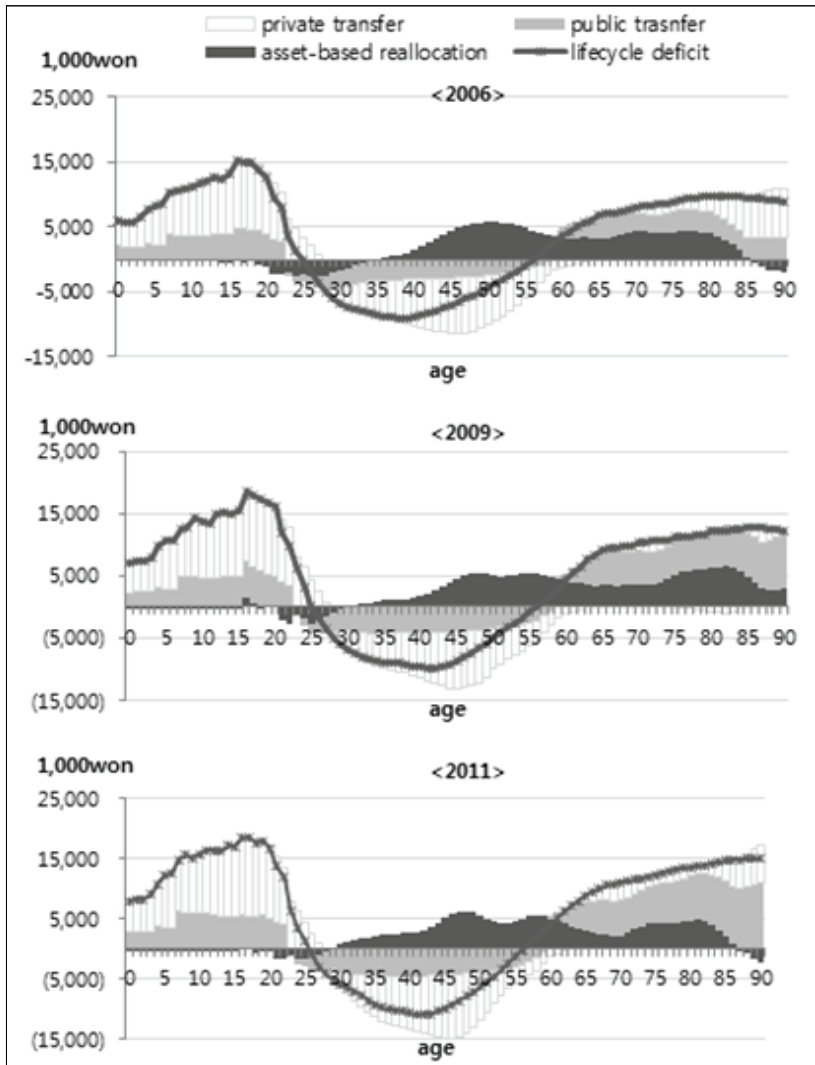 private transfer public trasnfer
asset-based reallocation lifecycle deficit
1,000won
<2006>
25,000
15,000
5,000
-5,000
-15,000
0 5 10 15 20 25 30 35 40 45 50 55 60 65 70 75 80 85 90
age
1,000won
<2009>
25,000
15,000
5,000
(5,000)
(15,000)
0 5 10 15 20 25 30 35 40 45 50 55 60 65 70 75 80 85 90
age
1,000won
<2011>
25,000
15,000
5,000
(5,000)
(15,000)
0 5 10 15 20 25 30 35 40 45 50 55 60 65 70 75 80 85 90
age